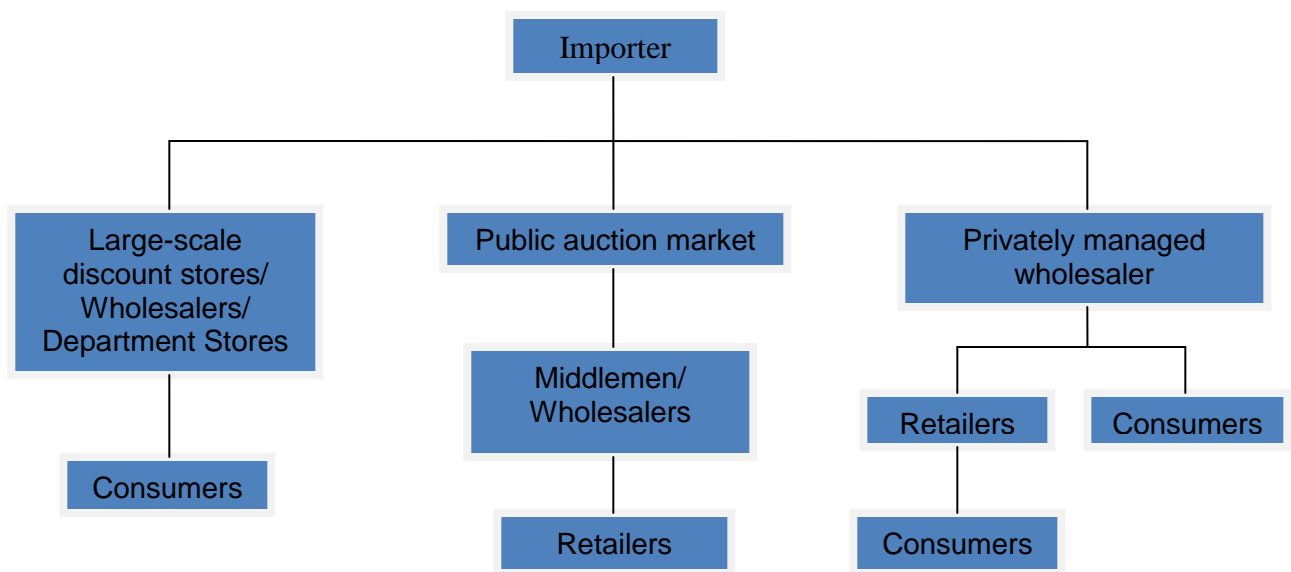 Importer
Large-scale
discount stores/
Wholesalers/
Department Stores
Public auction market
Privately managed
wholesaler
Middlemen/
Wholesalers
Retailers
Consumers
Consumers
Retailers
Consumers